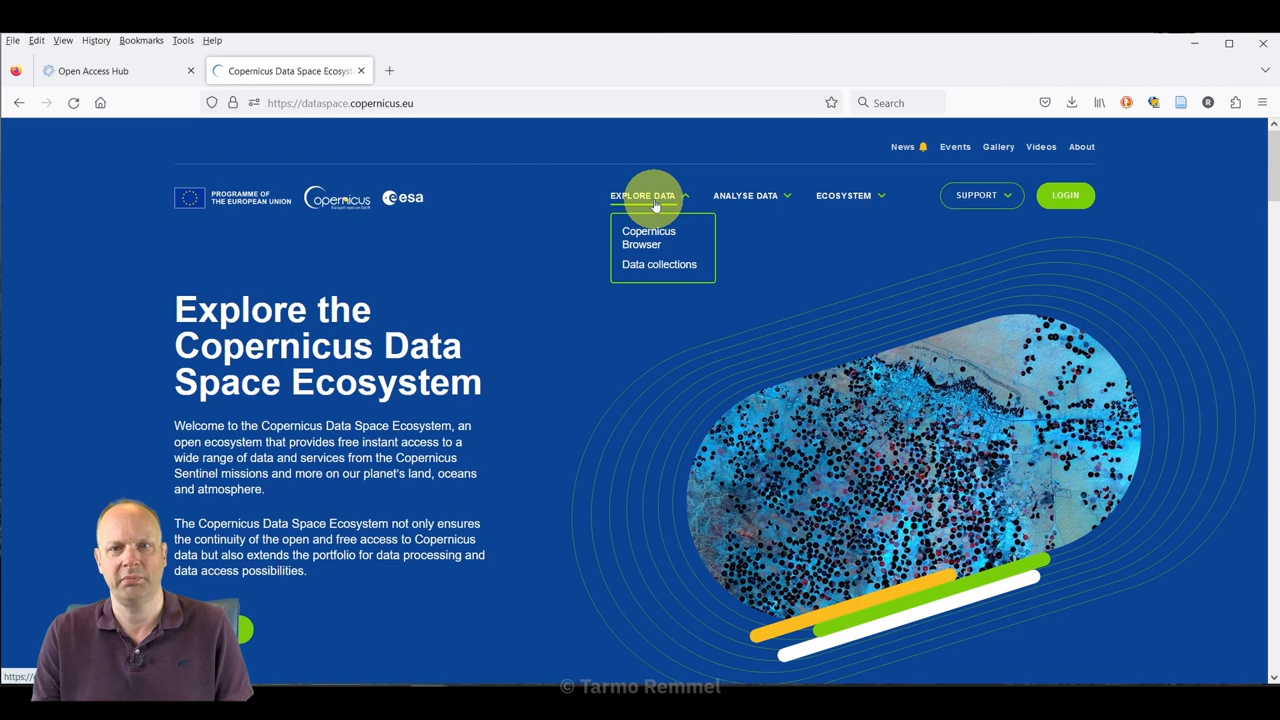 File Edit View History Bookmarks Tools Help
Open Access Hub
Copernicus Data Space Ecosyst
https://dataspace.copernicus.eu
Search
News Events Gallery Videos About
PROGRAMME OF
THE EUROPEAN UNION
opernicus
Europe's eyes on Earth
esa
EXPLORE DATA ANALYSE DATA ECOSYSTEM SUPPORT LOGIN
Copernicus
Browser
Data collections
Explore the
Copernicus Data
Space Ecosystem
Welcome to the Copernicus Data Space Ecosystem, an
open ecosystem that provides free instant access to a
wide range of data and services from the Copernicus
Sentinel missions and more on our planet's land, oceans
and atmosphere.
The Copernicus Data Space Ecosystem not only ensures
the continuity of the open and free access to Copernicus
data but also extends the portfolio for data processing and
data access possibilities.
https://
© Tarmo Remmel